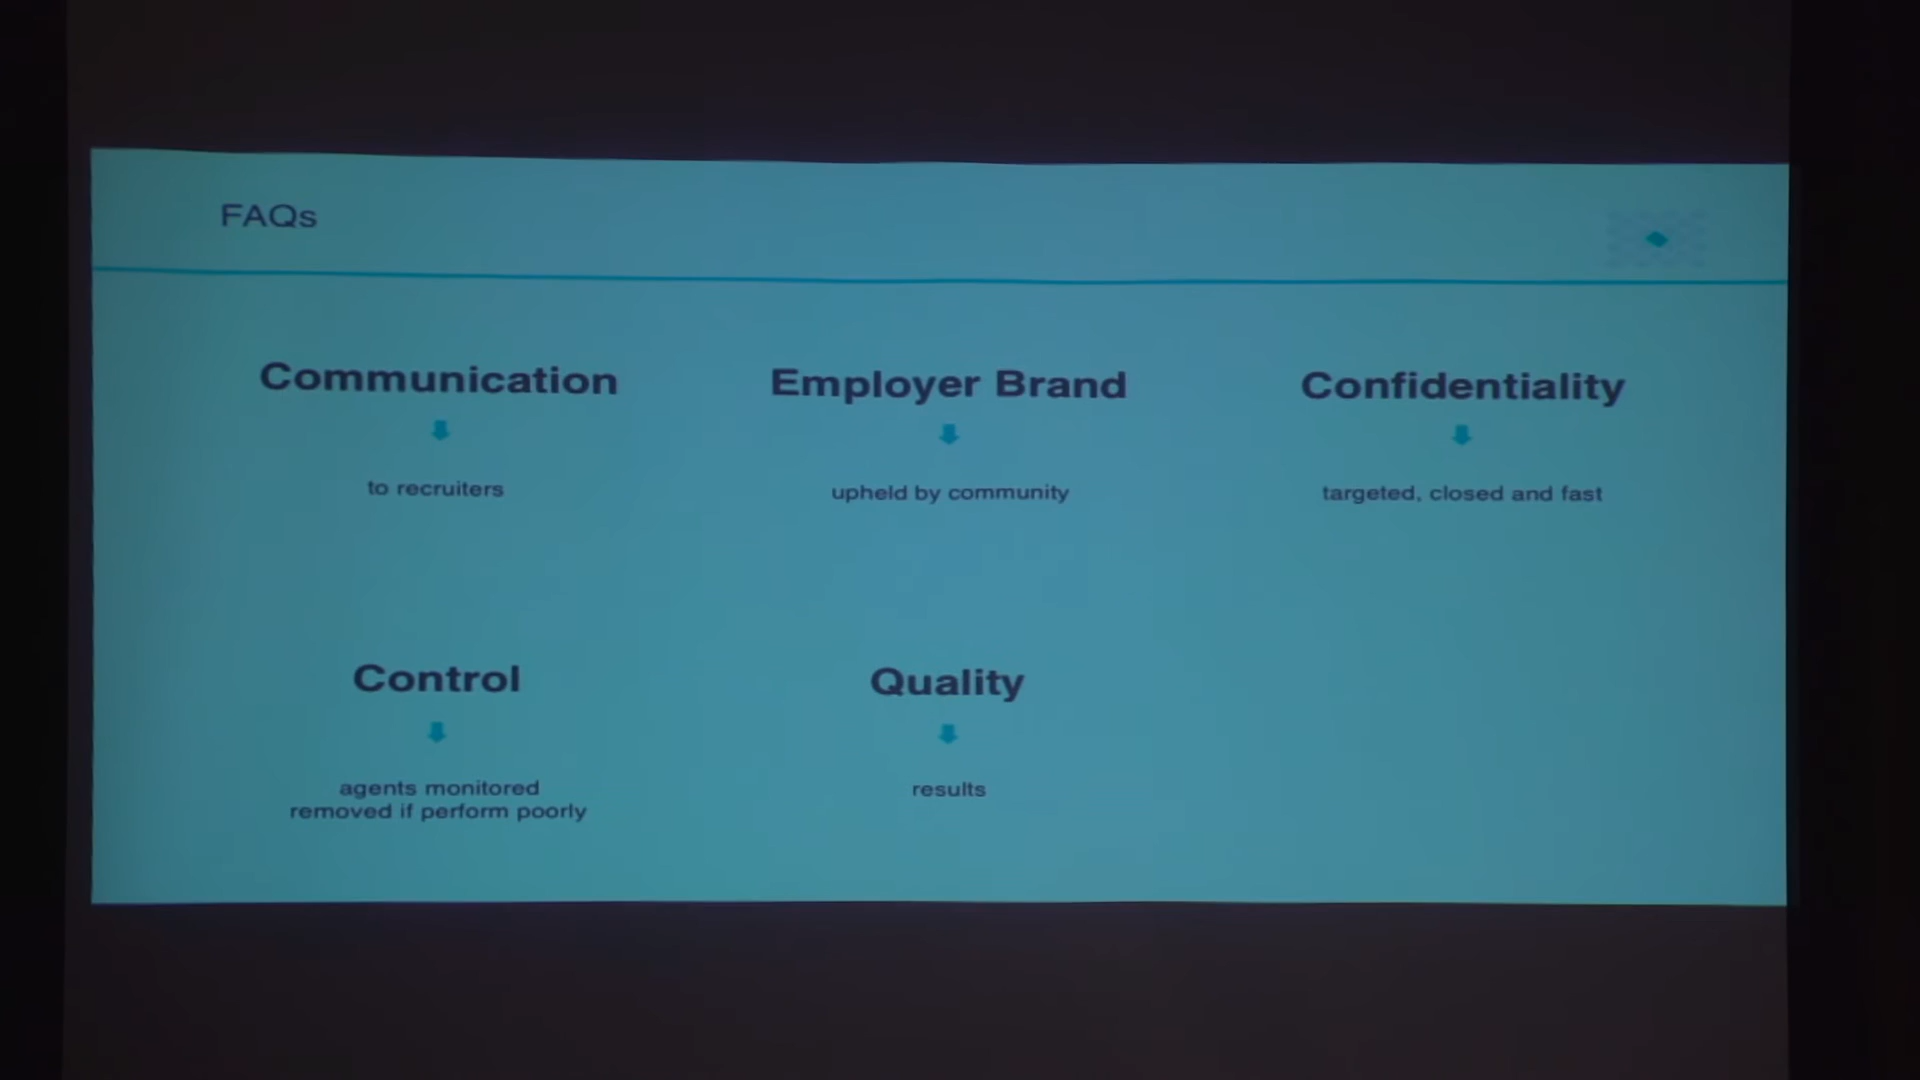 FAQs
Communication
to recruiters
Employer Brand
upheld by community
Confidentiality
targeted, closed and fast
Control
agents monitored
removed if perform poorly
Quality
results